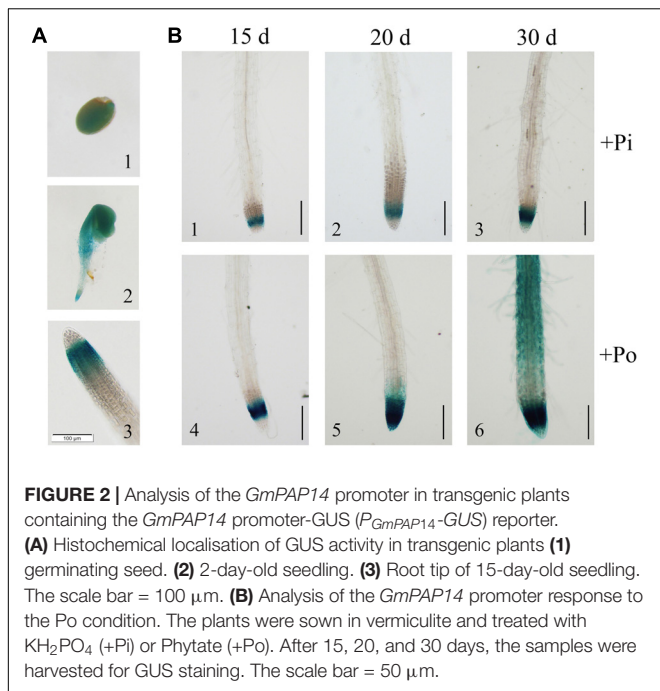 A B 15 d 20 d 30 d
1
2
3
100 μm
1 2 3 +Pi
4 5 6 +Po
FIGURE 2 | Analysis of the GmPAP14 promoter in transgenic plants
containing the GmPAP14 promoter-GUS (PGmPAP14-GUS) reporter.
(A) Histochemical localisation of GUS activity in transgenic plants (1)
germinating seed. (2) 2-day-old seedling. (3) Root tip of 15-day-old seedling.
The scale bar = 100 μm. (B) Analysis of the GmPAP14 promoter response to
the Po condition. The plants were sown in vermiculite and treated with
KH2PO4 (+Pi) or Phytate (+Po). After 15, 20, and 30 days, the samples were
harvested for GUS staining. The scale bar = 50 μm.